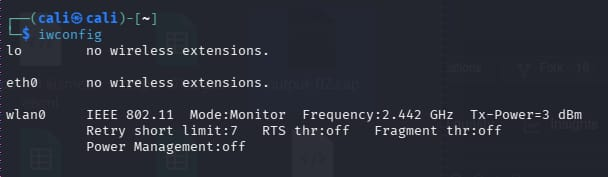 ┌──(cali㉿cali)-[~]
└─$ iwconfig
lo        no wireless extensions.
eth0      no wireless extensions.
wlan0     IEEE 802.11  Mode:Monitor  Frequency:2.442 GHz  Tx-Power=3 dBm
          Retry short limit:7   RTS thr:off   Fragment thr:off
          Power Management:off